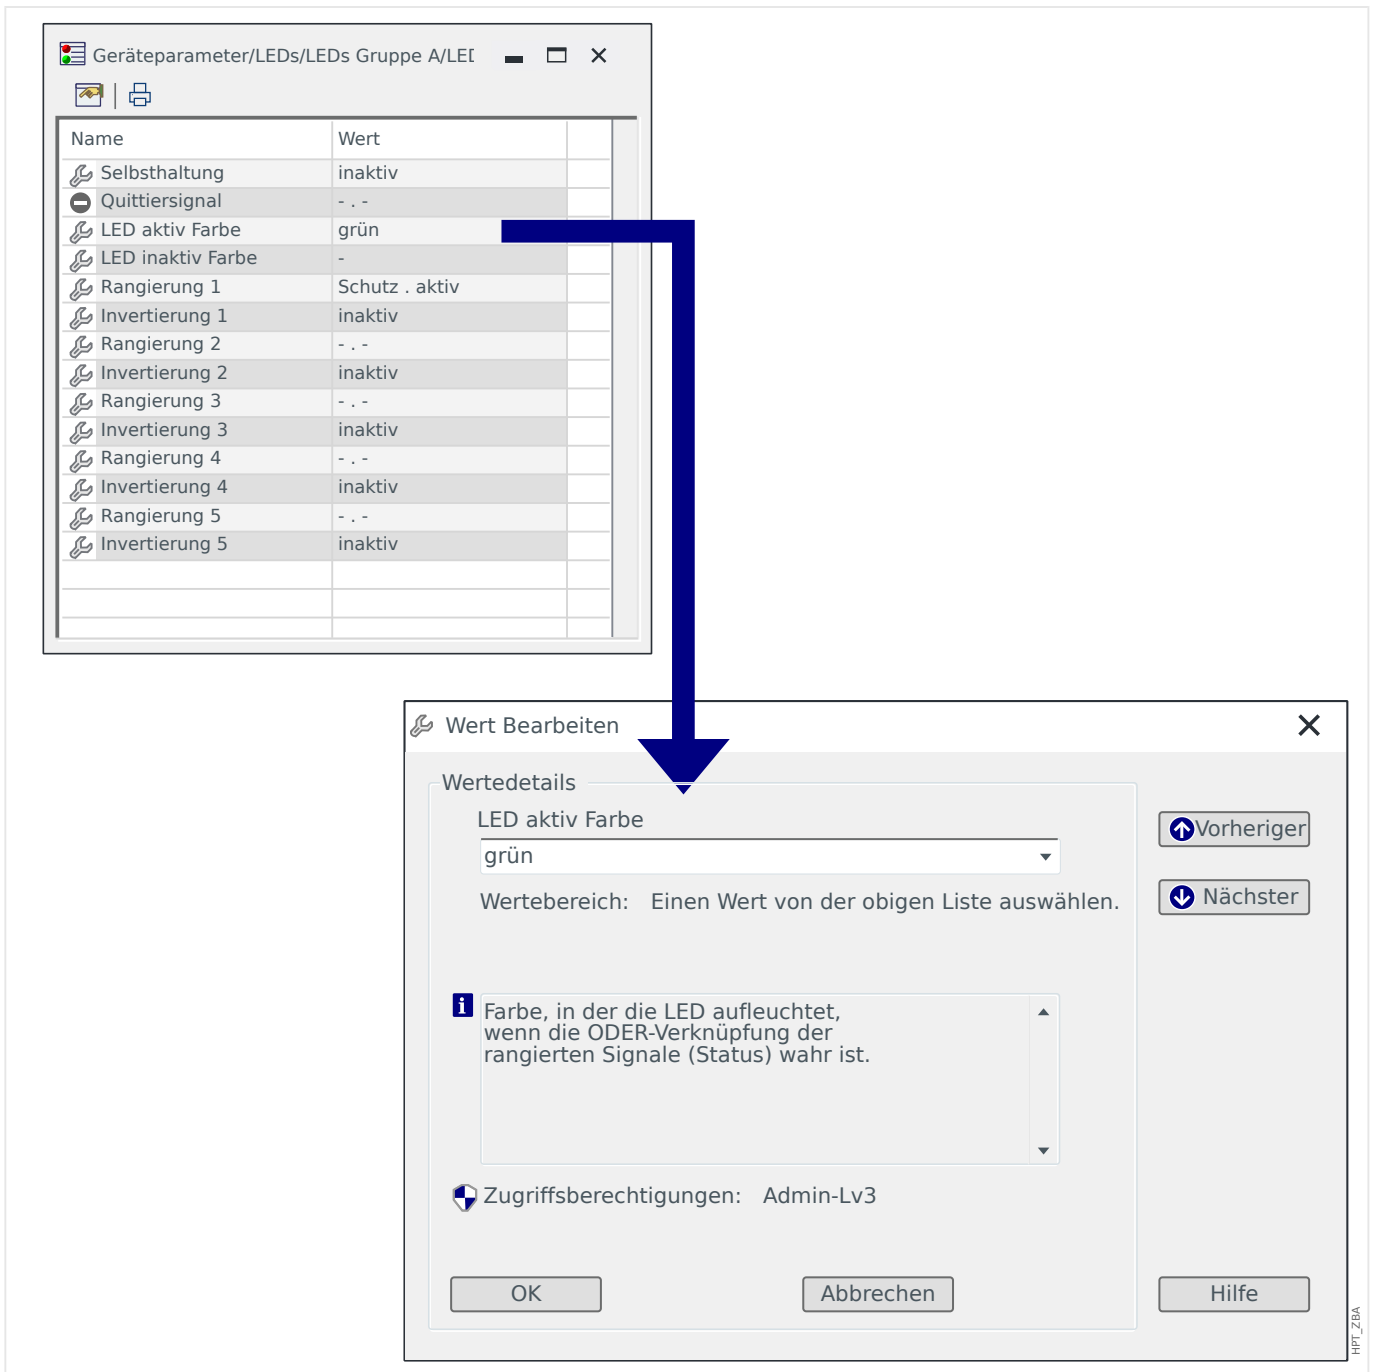 Geräteparameter/LEDs/LEDs Gruppe A/LED
Name Wert
Selbsthaltung inaktiv
Quittiersignal - . -
LED aktiv Farbe grün
LED inaktiv Farbe -
Rangierung 1 Schutz . aktiv
Invertierung 1 inaktiv
Rangierung 2 - . -
Invertierung 2 inaktiv
Rangierung 3 - . -
Invertierung 3 inaktiv
Rangierung 4 - . -
Invertierung 4 inaktiv
Rangierung 5 - . -
Invertierung 5 inaktiv
Wert Bearbeiten
Wertedetails
LED aktiv Farbe
grün
Wertebereich: Einen Wert von der obigen Liste auswählen.
Vorheriger
Nächster
Farbe, in der die LED aufleuchtet,
wenn die ODER-Verknüpfung der
rangierten Signale (Status) wahr ist.
Zugriffsberechtigungen: Admin-Lv3
OK Abbrechen Hilfe
HPT_ZBA